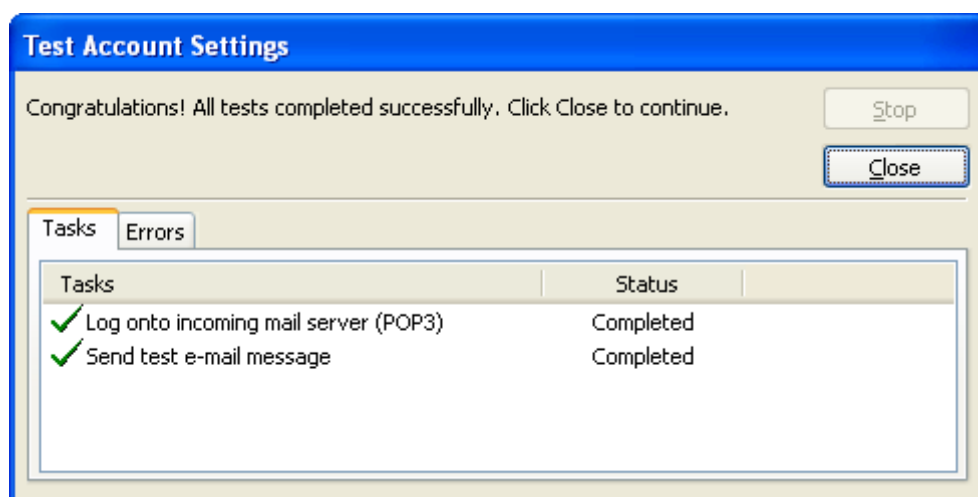 Test Account Settings
Congratulations! All tests completed successfully. Click Close to continue.
Stop
Close
Tasks Errors
Tasks Status
Log onto incoming mail server (POP3) Completed
Send test e-mail message Completed